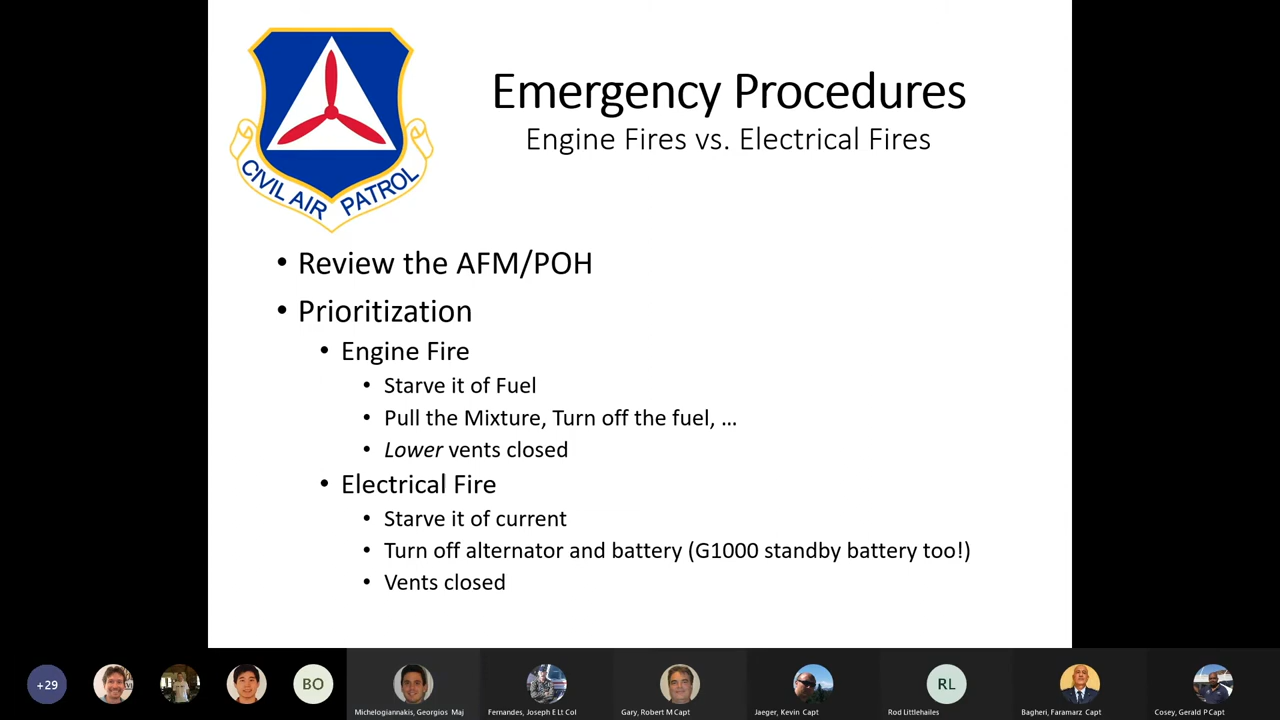 CIVIL AIR PATROL
Emergency Procedures
Engine Fires vs. Electrical Fires
• Review the AFM/POH
• Prioritization
• Engine Fire
• Starve it of Fuel
• Pull the Mixture, Turn off the fuel, ...
• Lower vents closed
• Electrical Fire
• Starve it of current
• Turn off alternator and battery (G1000 standby battery too!)
• Vents closed
+29
BO
RL
Michelogiannakis, Georgios Maj
Fernandes, Joseph E Lt Col
Gary, Robert M Capt
Jaeger, Kevin Capt
Rod Littlehailes
Bagheri, Faramarz Capt
Cosey, Gerald P Capt